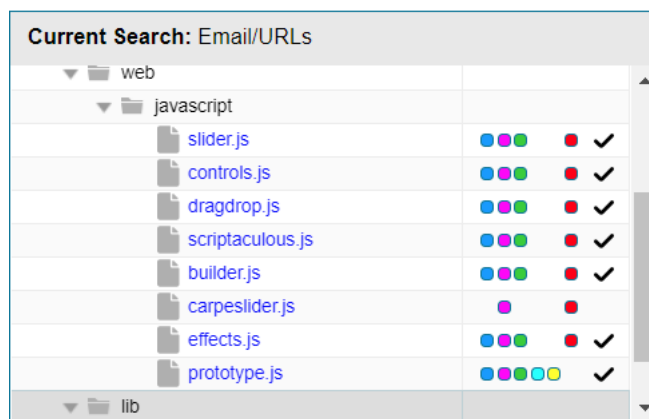 Current Search: Email/URLs
web
javascript
slider.js
controls.js
dragdrop.js
scriptaculous.js
builder.js
carpeslider.js
effects.js
prototype.js
lib